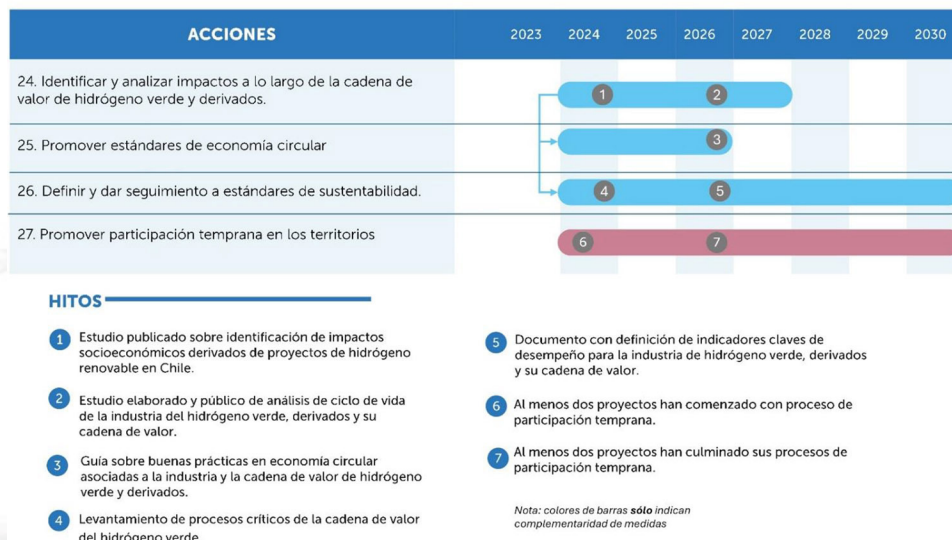 ACCIONES 2023 2024 2025 2026 2027 2028 2029 2030
24. Identificar y analizar impactos a lo largo de la cadena de
valor de hidrógeno verde y derivados.
1 2
25. Promover estándares de economía circular
3
26. Definir y dar seguimiento a estándares de sustentabilidad.
4 5
27. Promover participación temprana en los territorios
6 7
HITOS
1 Estudio publicado sobre identificación de impactos
socioeconómicos derivados de proyectos de hidrógeno
renovable en Chile.
2 Estudio elaborado y público de análisis de ciclo de vida
de la industria del hidrógeno verde, derivados y su
cadena de valor.
3 Guía sobre buenas prácticas en economía circular
asociadas a la industria y la cadena de valor de hidrógeno
verde y derivados.
4 Levantamiento de procesos críticos de la cadena de valor
del hidrógeno verde
5 Documento con definición de indicadores claves de
desempeño para la industria de hidrógeno verde, derivados
y su cadena de valor.
6 Al menos dos proyectos han comenzado con proceso de
participación temprana.
7 Al menos dos proyectos han culminado sus procesos de
participación temprana.
Nota: colores de barras sólo indican
complementaridad de medidas